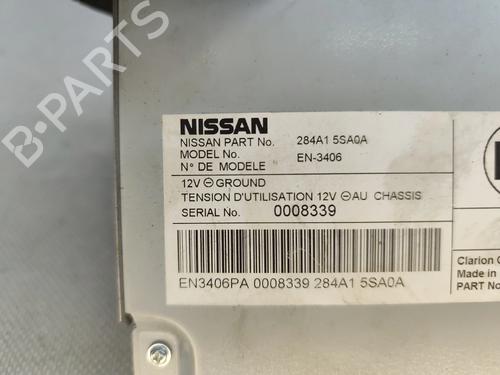 NISSAN
NISSAN PART No. 284A1 5SA0A
MODEL No. EN-3406
N° DE MODELE
12V ⊖ GROUND
TENSION D'UTILISATION 12V ⊖ AU CHASSIS
SERIAL No. 0008339
EN3406PA 0008339 284A1 5SA0A
Clarion
Made in
PART No
B-PARTS